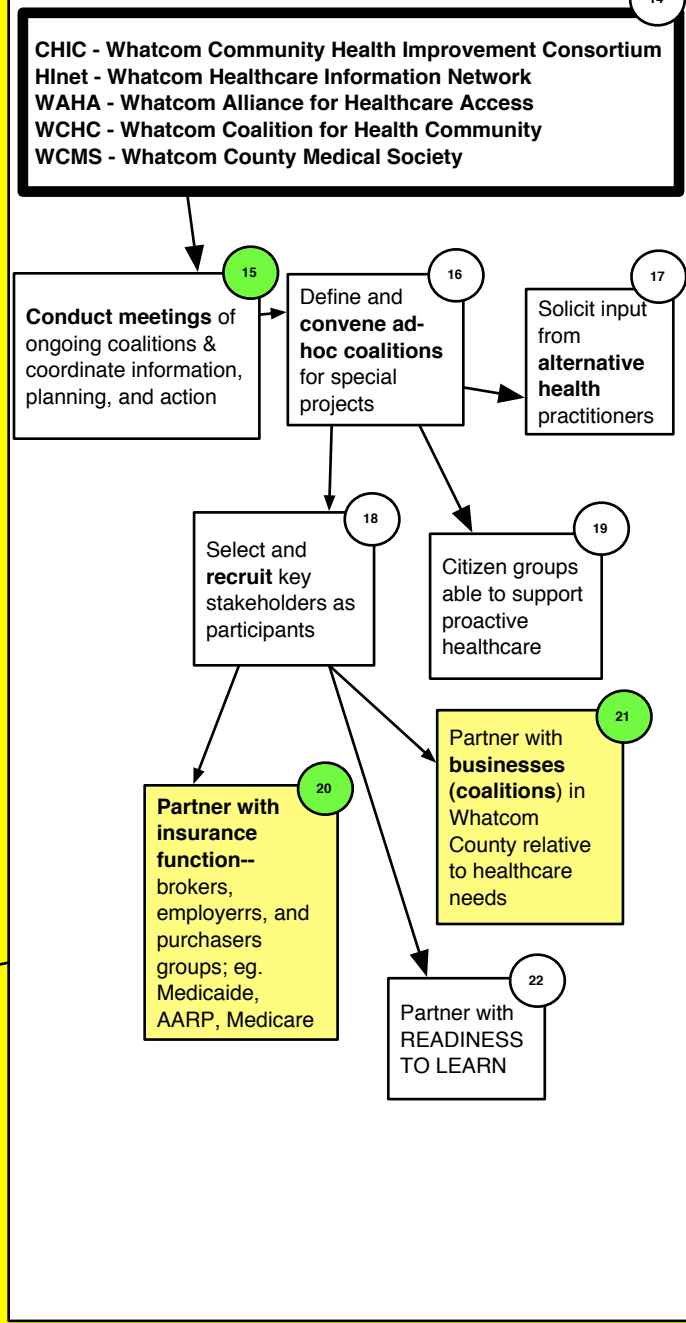 14
CHIC - Whatcom Community Health Improvement Consortium
HInet - Whatcom Healthcare Information Network
WAHA - Whatcom Alliance for Healthcare Access
WCHC - Whatcom Coalition for Health Community
WCMS - Whatcom County Medical Society
15
Conduct meetings of
ongoing coalitions &
coordinate information,
planning, and action
16
Define and
convene ad-
hoc coalitions
for special
projects
17
Solicit input
from
alternative
health
practitioners
18
Select and
recruit key
stakeholders as
participants
19
Citizen groups
able to support
proactive
healthcare
20
Partner with
insurance
function--
brokers,
employerrs, and
purchasers
groups; eg.
Medicaide,
AARP, Medicare
21
Partner with
businesses
(coalitions) in
Whatcom
County relative
to healthcare
needs
22
Partner with
READINESS
TO LEARN